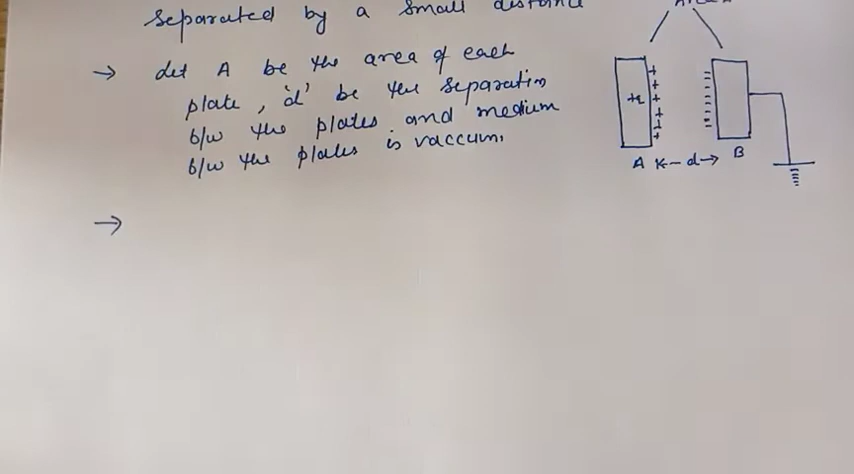 separated by a small distance
→ let A be the area of each
plate, 'd' be the separation
b/w the plates and medium
b/w the plates is vaccum.
→
A ← d → B